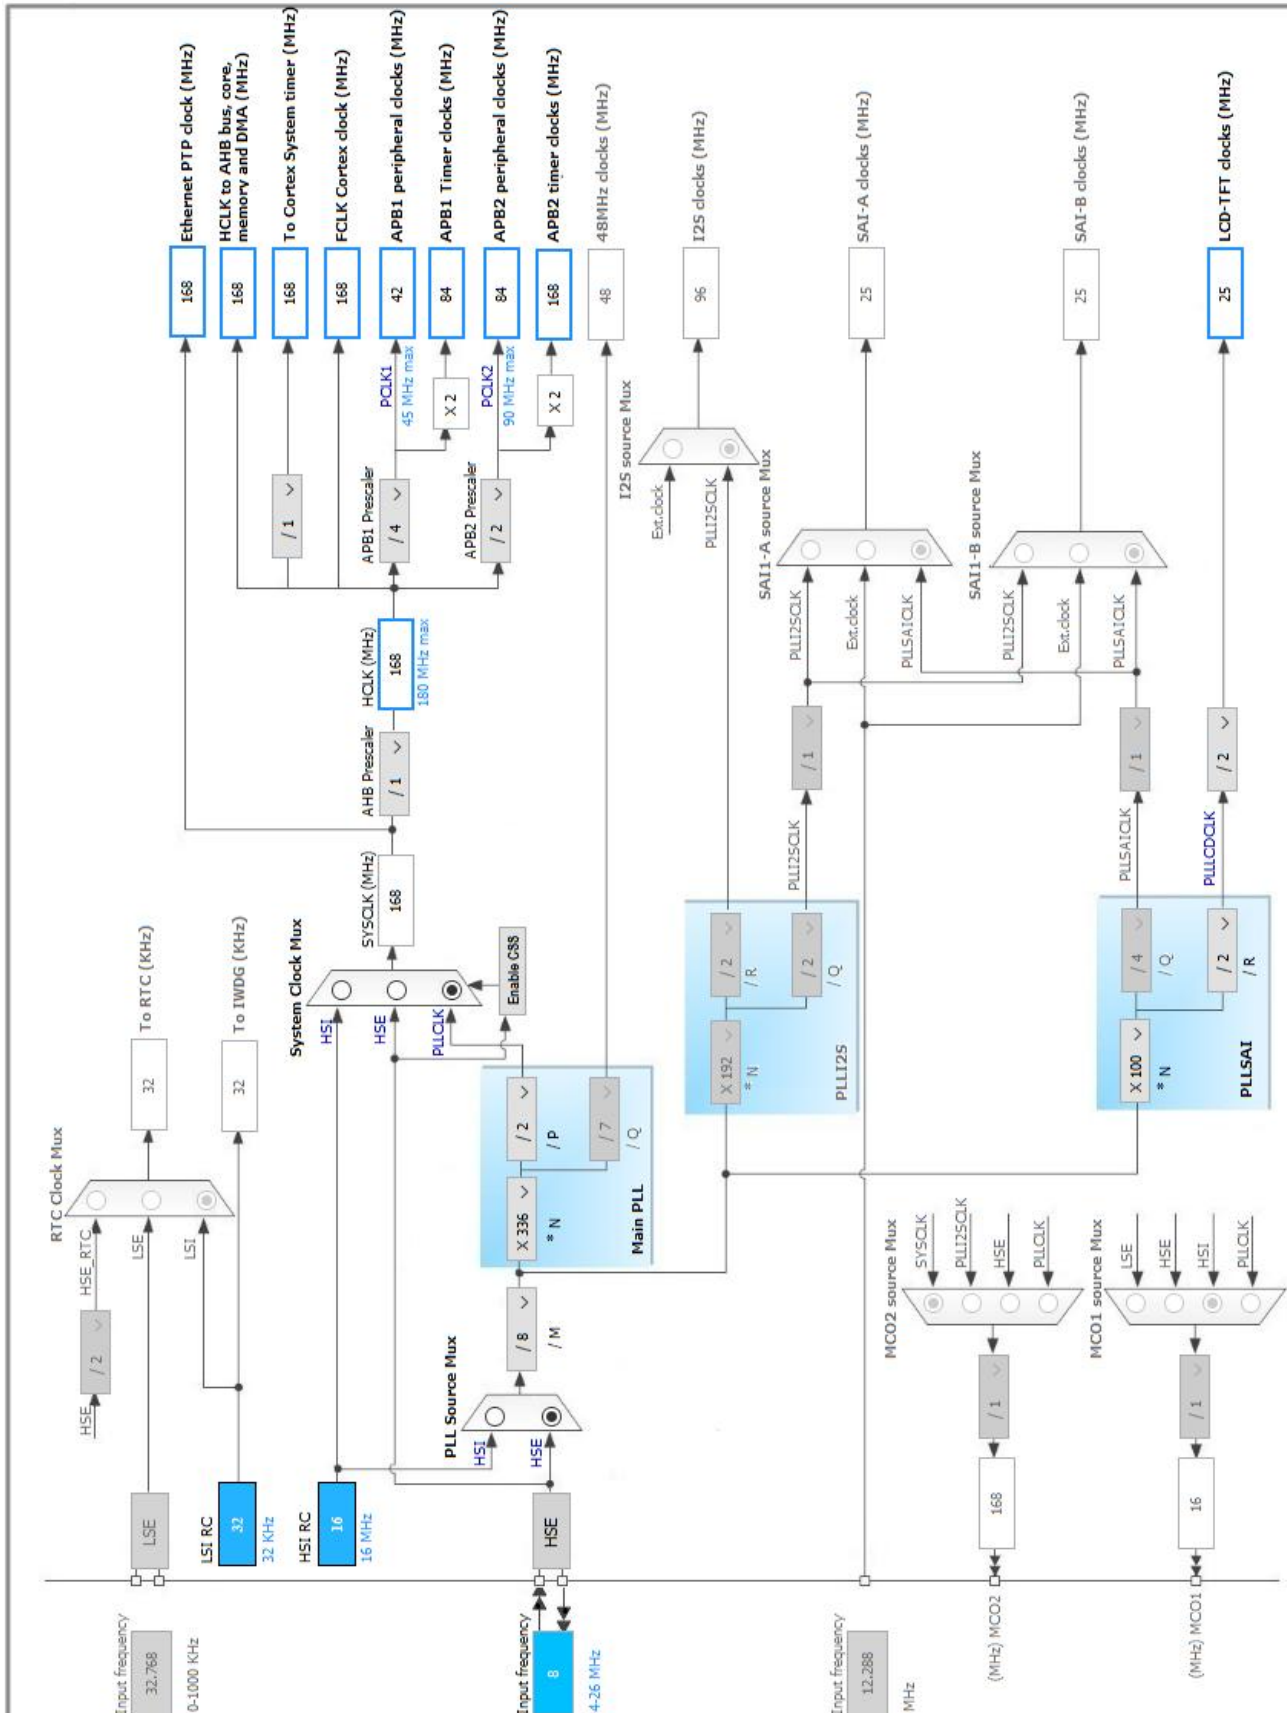 Input frequency
32.768
0-1000 KHz
LSE
LSI RC
32
32 KHz
HSI RC
16
16 MHz
Input frequency
8
4-26 MHz
HSE
Input frequency
12.288
MHz
HSE
/ 2
HSE_RTC
LSE
LSI
RTC Clock Mux
32
To RTC (KHz)
32
To IWDG (KHz)
PLL Source Mux
HSI
HSE
/ 8
/ M
X 336
* N
/ 2
/ P
/ 7
/ Q
Main PLL
System Clock Mux
HSI
HSE
PLLCLK
Enable CSS
SYSCLK (MHz)
168
AHB Prescaler
/ 1
HCLK (MHz)
168
180 MHz max
/ 1
APB1 Prescaler
/ 4
APB2 Prescaler
/ 2
PCLK1
45 MHz max
X 2
PCLK2
90 MHz max
X 2
168
Ethernet PTP clock (MHz)
168
HCLK to AHB bus, core,
memory and DMA (MHz)
168
To Cortex System timer (MHz)
168
FCLK Cortex clock (MHz)
42
APB1 peripheral clocks (MHz)
84
APB1 Timer clocks (MHz)
84
APB2 peripheral clocks (MHz)
168
APB2 timer clocks (MHz)
48
48MHz clocks (MHz)
X 192
* N
/ 2
/ R
/ 2
/ Q
PLLI2S
PLLI2SCLK
/ 1
I2S source Mux
Ext.clock
PLLI2SCLK
96
I2S clocks (MHz)
SAI1-A source Mux
PLLI2SCLK
Ext.clock
PLLSAICLK
25
SAI-A clocks (MHz)
SAI1-B source Mux
PLLI2SCLK
Ext.clock
PLLSAICLK
25
SAI-B clocks (MHz)
X 100
* N
/ 4
/ Q
/ 2
/ R
PLLSAI
PLLSAICLK
/ 1
PLLLCDCLK
/ 2
25
LCD-TFT clocks (MHz)
MCO2 source Mux
SYSCLK
PLLI2SCLK
HSE
PLLCLK
/ 1
168
(MHz) MCO2
MCO1 source Mux
LSE
HSE
HSI
PLLCLK
/ 1
16
(MHz) MCO1